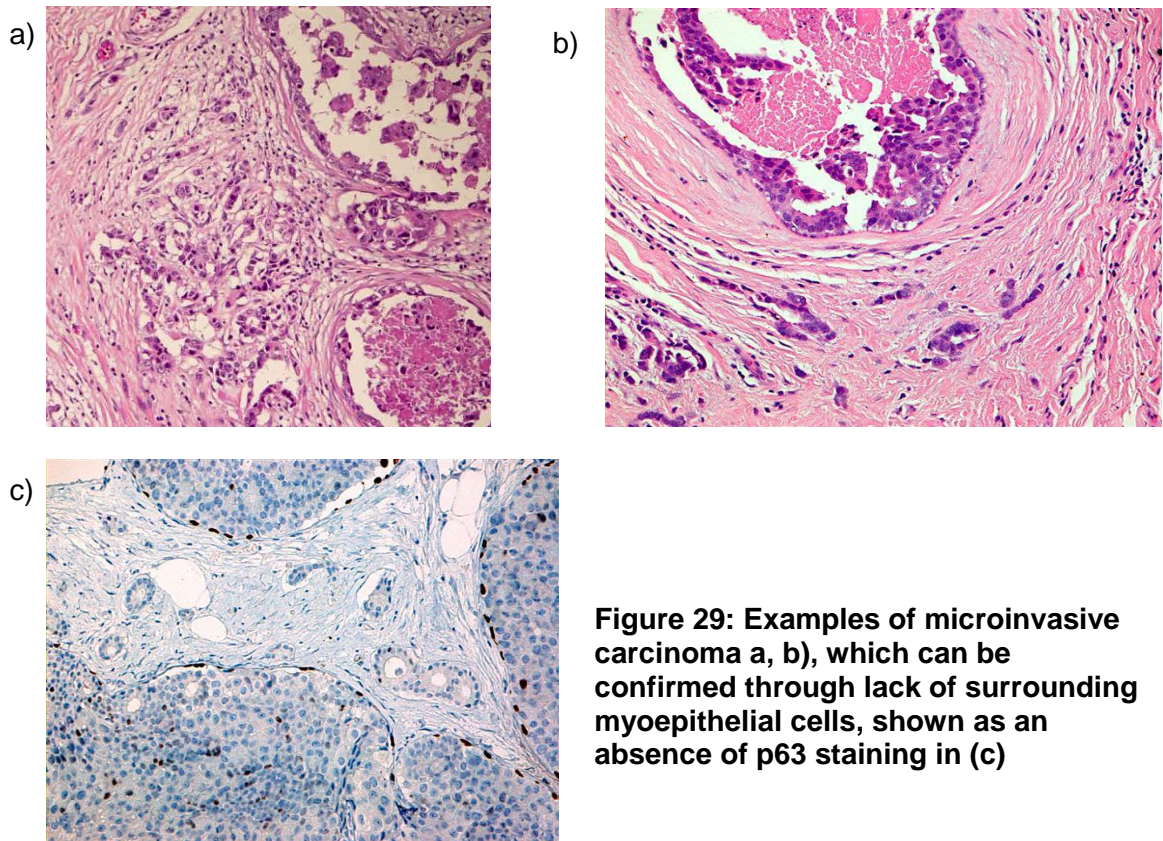 a)
b)
c)
Figure 29: Examples of microinvasive
carcinoma a, b), which can be
confirmed through lack of surrounding
myoepithelial cells, shown as an
absence of p63 staining in (c)